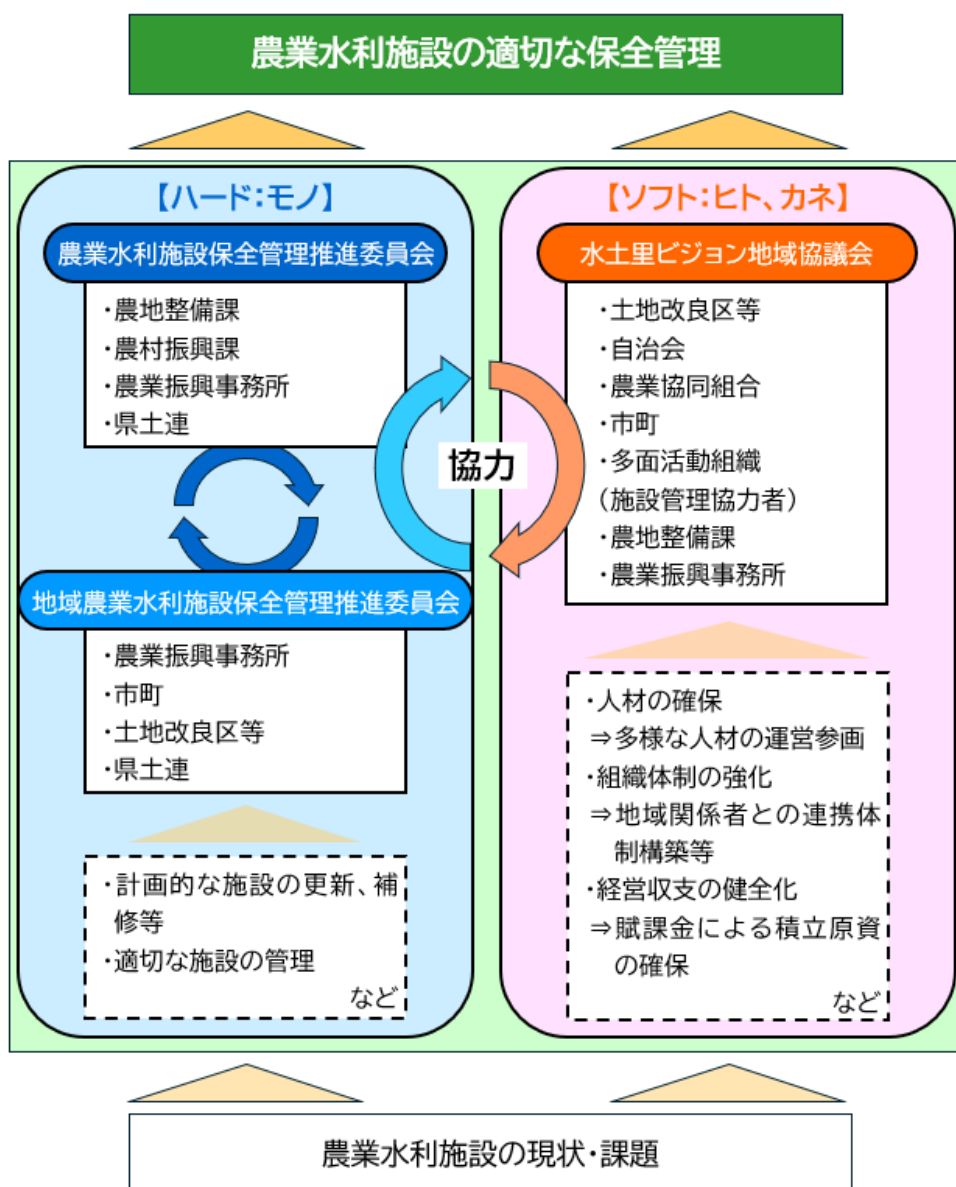 農業水利施設の適切な保全管理
【ハード：モノ】
農業水利施設保全管理推進委員会
・農地整備課
・農村振興課
・農業振興事務所
・県土連
地域農業水利施設保全管理推進委員会
・農業振興事務所
・市町
・土地改良区等
・県土連
・計画的な施設の更新、補
修等
・適切な施設の管理
など
協力
【ソフト：ヒト、カネ】
水土里ビジョン地域協議会
・土地改良区等
・自治会
・農業協同組合
・市町
・多面活動組織
（施設管理協力者）
・農地整備課
・農業振興事務所
・人材の確保
⇒多様な人材の運営参画
・組織体制の強化
⇒地域関係者との連携体
制構築等
・経営収支の健全化
⇒賦課金による積立原資
の確保
など
農業水利施設の現状・課題